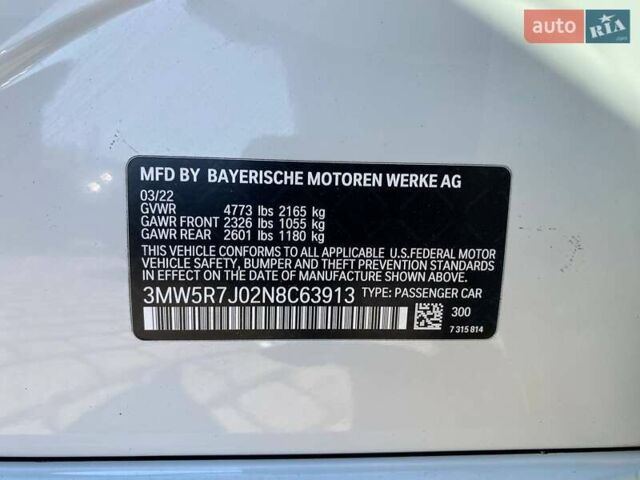 auto RIA
.com
MFD BY BAYERISCHE MOTOREN WERKE AG
03/22
GVWR 4773 lbs 2165 kg
GAWR FRONT 2326 lbs 1055 kg
GAWR REAR 2601 lbs 1180 kg
THIS VEHICLE CONFORMS TO ALL APPLICABLE U.S.FEDERAL MOTOR
VEHICLE SAFETY, BUMPER AND THEFT PREVENTION STANDARDS
IN EFFECT ON THE DATE OF MANUFACTURE SHOWN ABOVE.
3MW5R7J02N8C63913 TYPE: PASSENGER CAR
300
7 315 814